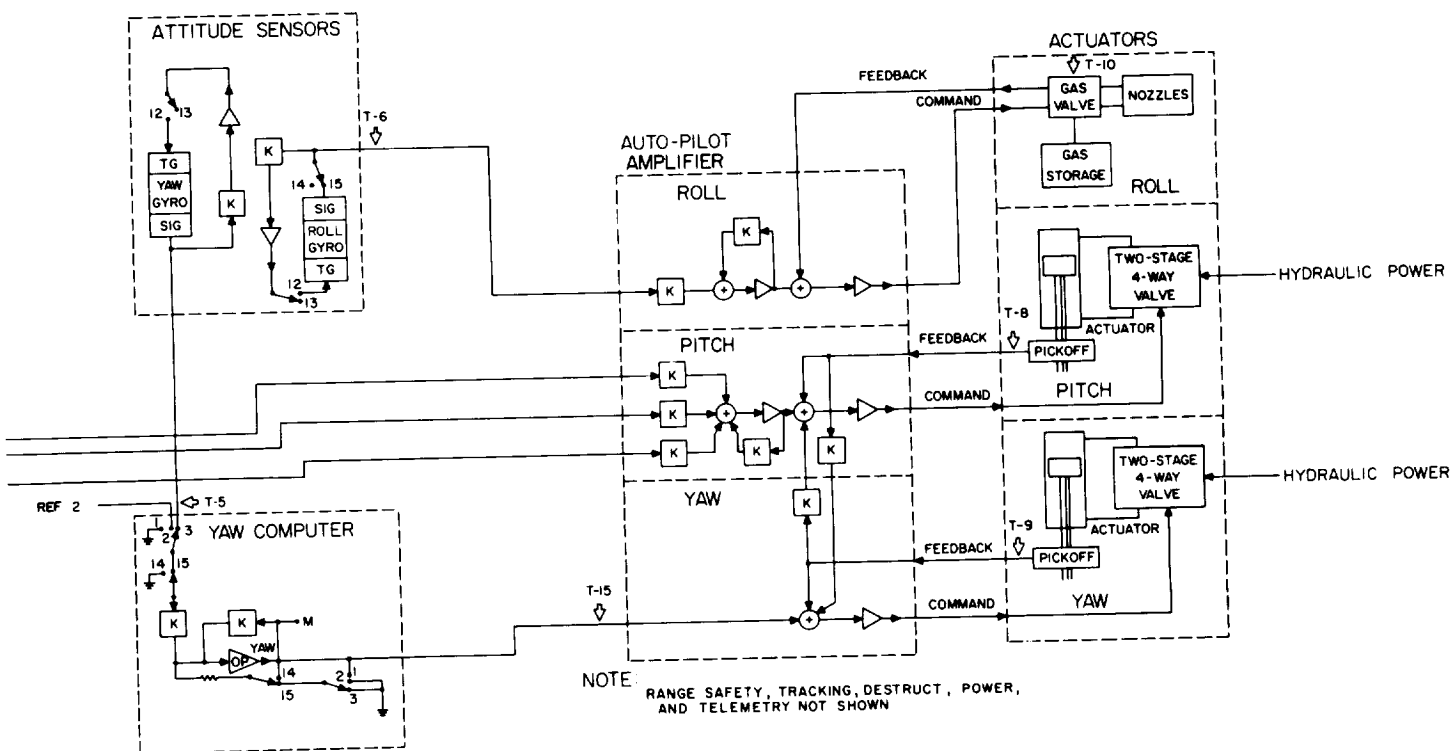 ATTITUDE SENSORS
12
13
TG
YAW
GYRO
SIG
K
K
14
15
SIG
ROLL
GYRO
TG
12
13
T-6
AUTO-PILOT
AMPLIFIER
ROLL
K
K
FEEDBACK
COMMAND
ACTUATORS
T-10
GAS
VALVE
NOZZLES
GAS
STORAGE
ROLL
PITCH
K
K
K
K
K
FEEDBACK
COMMAND
T-8
TWO-STAGE
4-WAY
VALVE
ACTUATOR
PICKOFF
PITCH
HYDRAULIC POWER
YAW
K
FEEDBACK
COMMAND
T-9
TWO-STAGE
4-WAY
VALVE
ACTUATOR
PICKOFF
YAW
HYDRAULIC POWER
REF 2
T-5
YAW COMPUTER
1
2
3
14
15
K
K
M
OP
YAW
14
15
1
2
3
T-15
NOTE:
RANGE SAFETY, TRACKING, DESTRUCT, POWER,
AND TELEMETRY NOT SHOWN